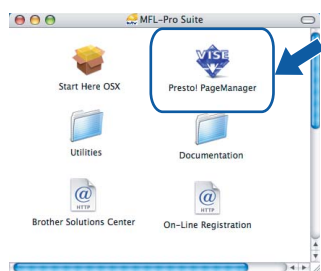 MFL-Pro Suite
VISE
Start Here OSX
Presto! PageManager
Utilities
Documentation
@
HTTP
@
HTTP
Brother Solutions Center
On-Line Registration